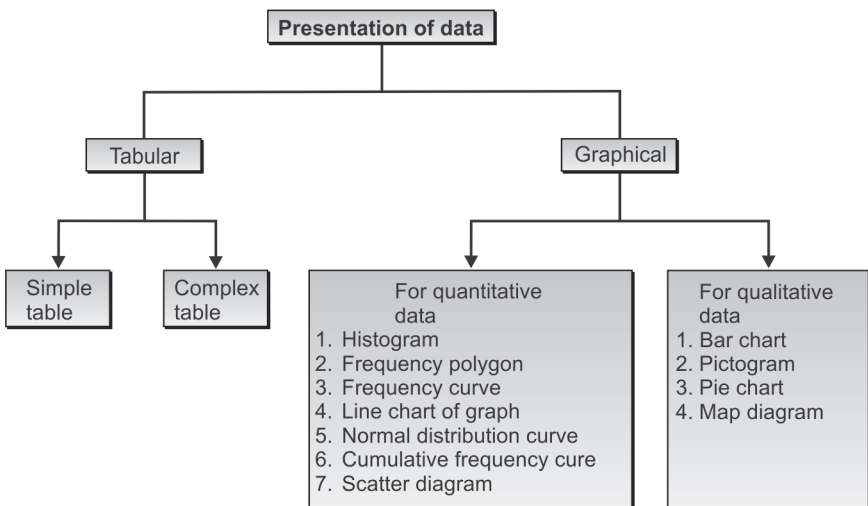 Presentation of data
Tabular
Graphical
Simple
table
Complex
table
For quantitative
data
1. Histogram
2. Frequency polygon
3. Frequency curve
4. Line chart of graph
5. Normal distribution curve
6. Cumulative frequency cure
7. Scatter diagram
For qualitative
data
1. Bar chart
2. Pictogram
3. Pie chart
4. Map diagram